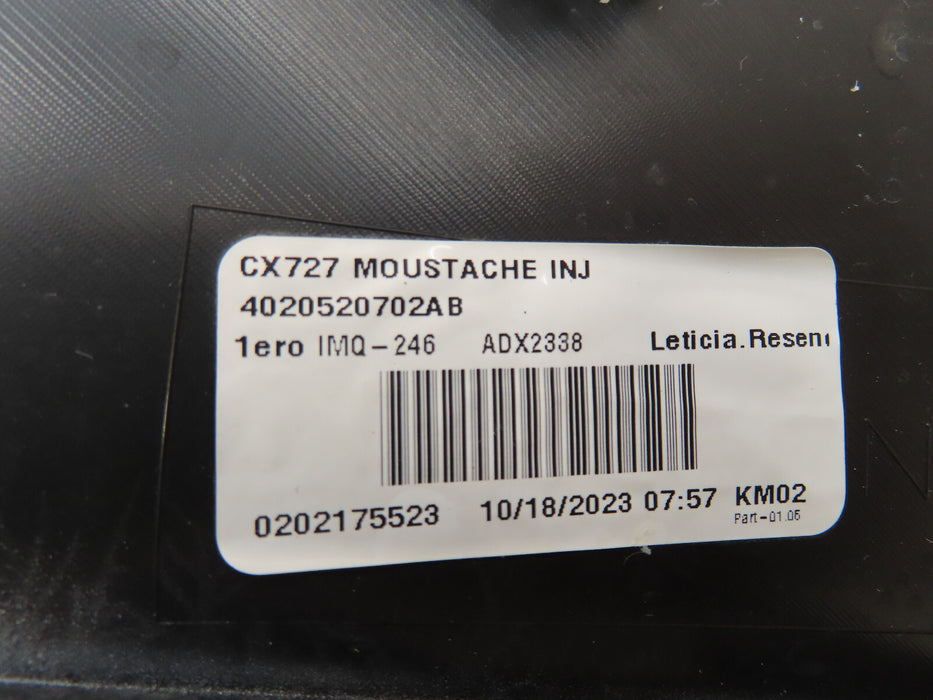 CX727 MOUSTACHE INJ
4020520702AB
1ero IMQ-246 ADX2338 Leticia.Resen
0202175523 10/18/2023 07:57 KM02
Part-01.06